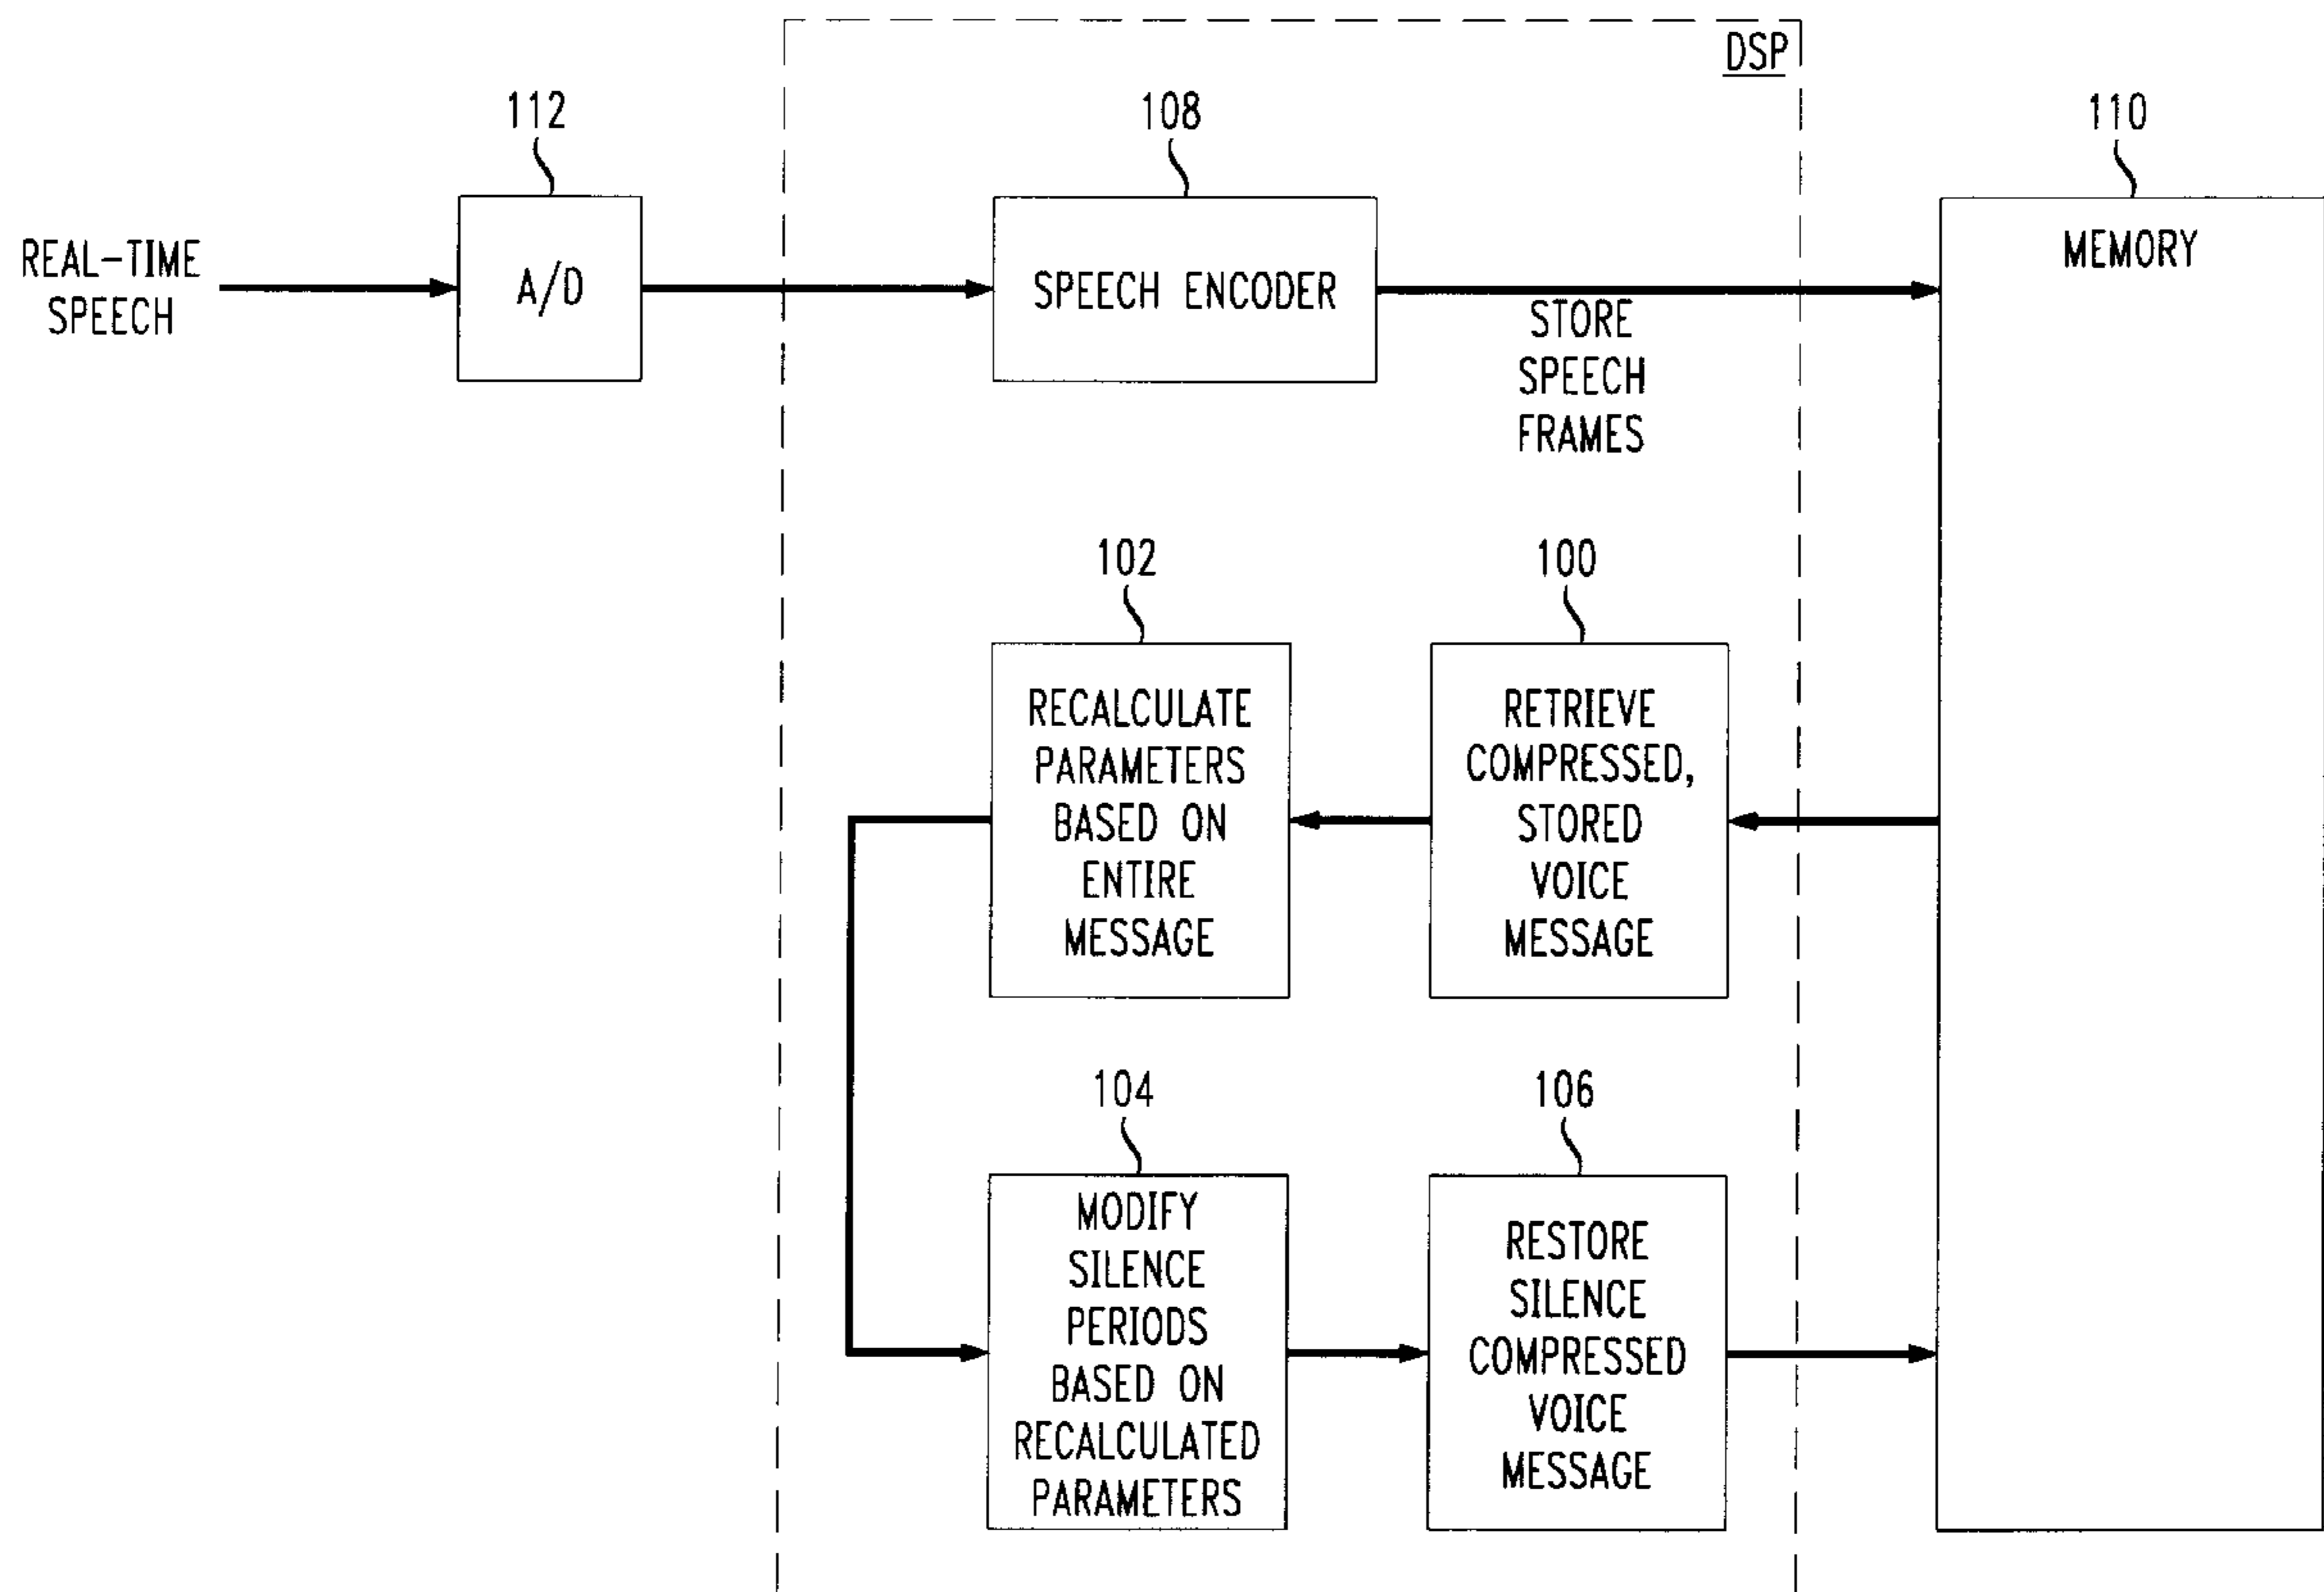 DSP
112
108
110
REAL-TIME
SPEECH
A/D
SPEECH ENCODER
MEMORY
STORE
SPEECH
FRAMES
102
100
RECALCULATE
PARAMETERS
BASED ON
ENTIRE
MESSAGE
RETRIEVE
COMPRESSED,
STORED
VOICE
MESSAGE
104
106
MODIFY
SILENCE
PERIODS
BASED ON
RECALCULATED
PARAMETERS
RESTORE
SILENCE
COMPRESSED
VOICE
MESSAGE